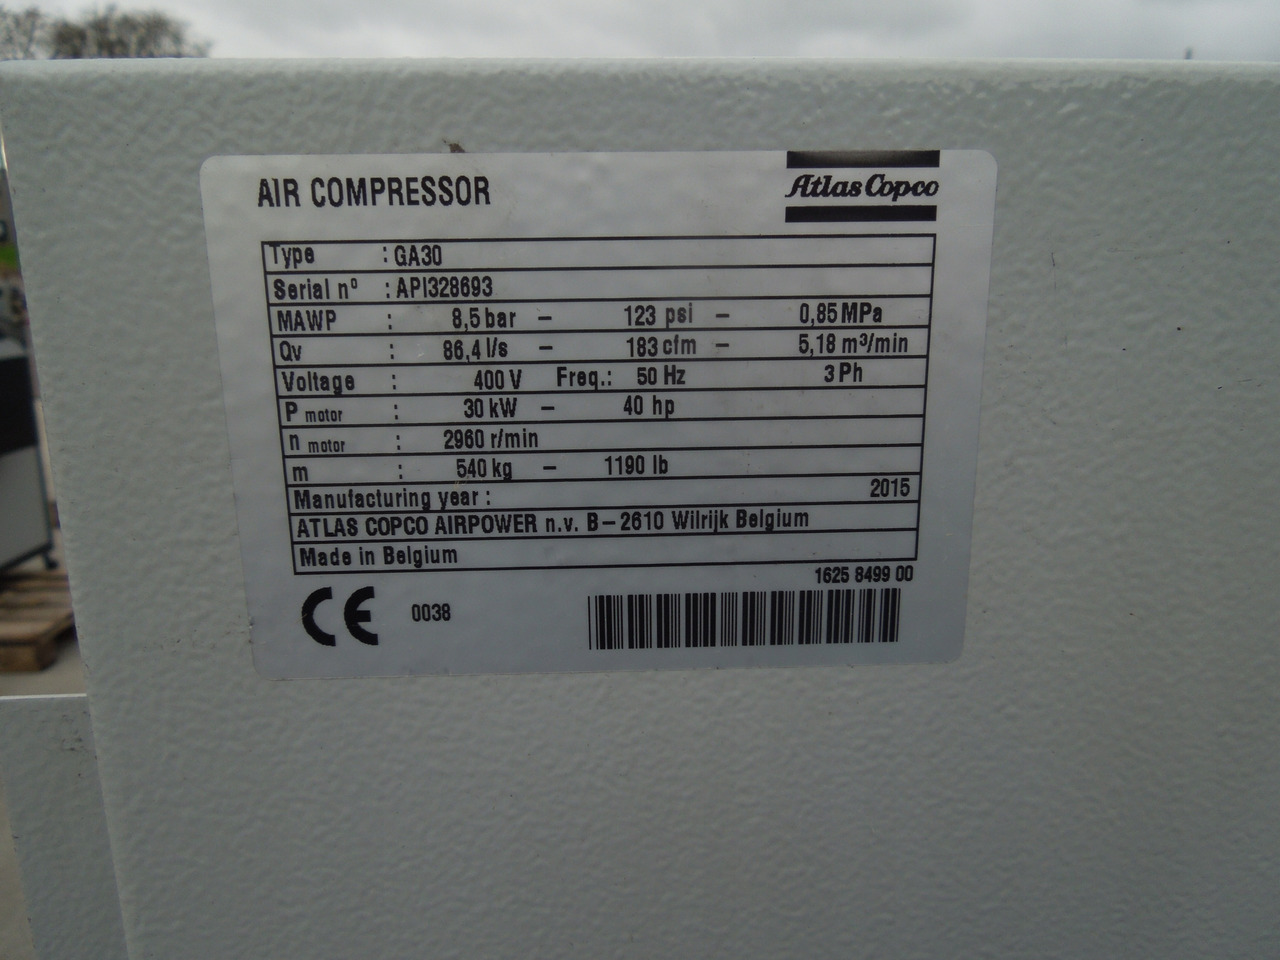 AIR COMPRESSOR
Atlas Copco
Type : GA30
Serial nº : API328693
MAWP : 8,5 bar – 123 psi – 0,85 MPa
Qv : 86,4 l/s – 183 cfm – 5,18 m³/min
Voltage : 400 V Freq.: 50 Hz 3 Ph
P motor : 30 kW – 40 hp
n motor : 2960 r/min
m : 540 kg – 1190 lb
Manufacturing year : 2015
ATLAS COPCO AIRPOWER n.v. B – 2610 Wilrijk Belgium
Made in Belgium
1625 8499 00
CE 0038